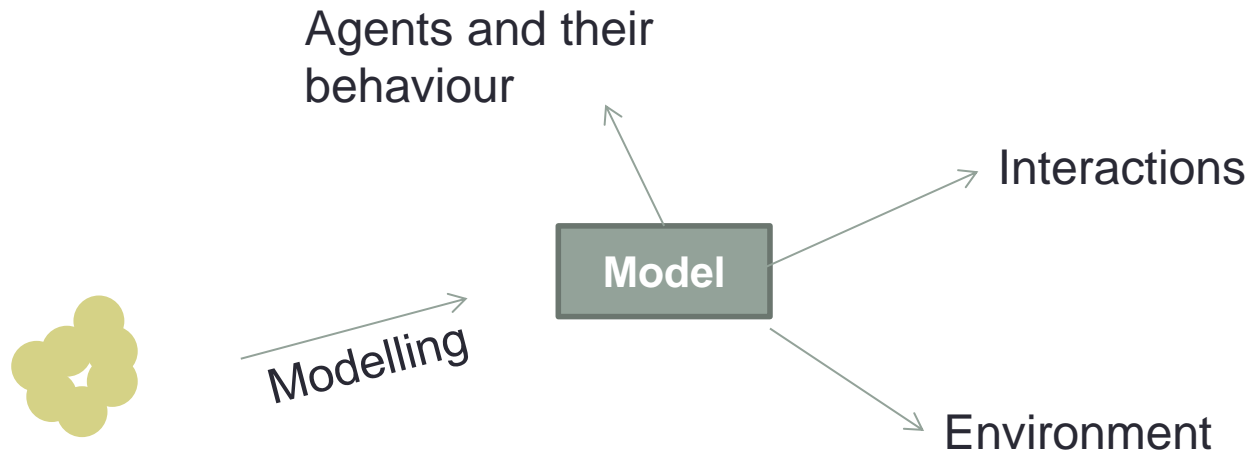 Agents and their
behaviour
Interactions
Model
Modelling
Environment